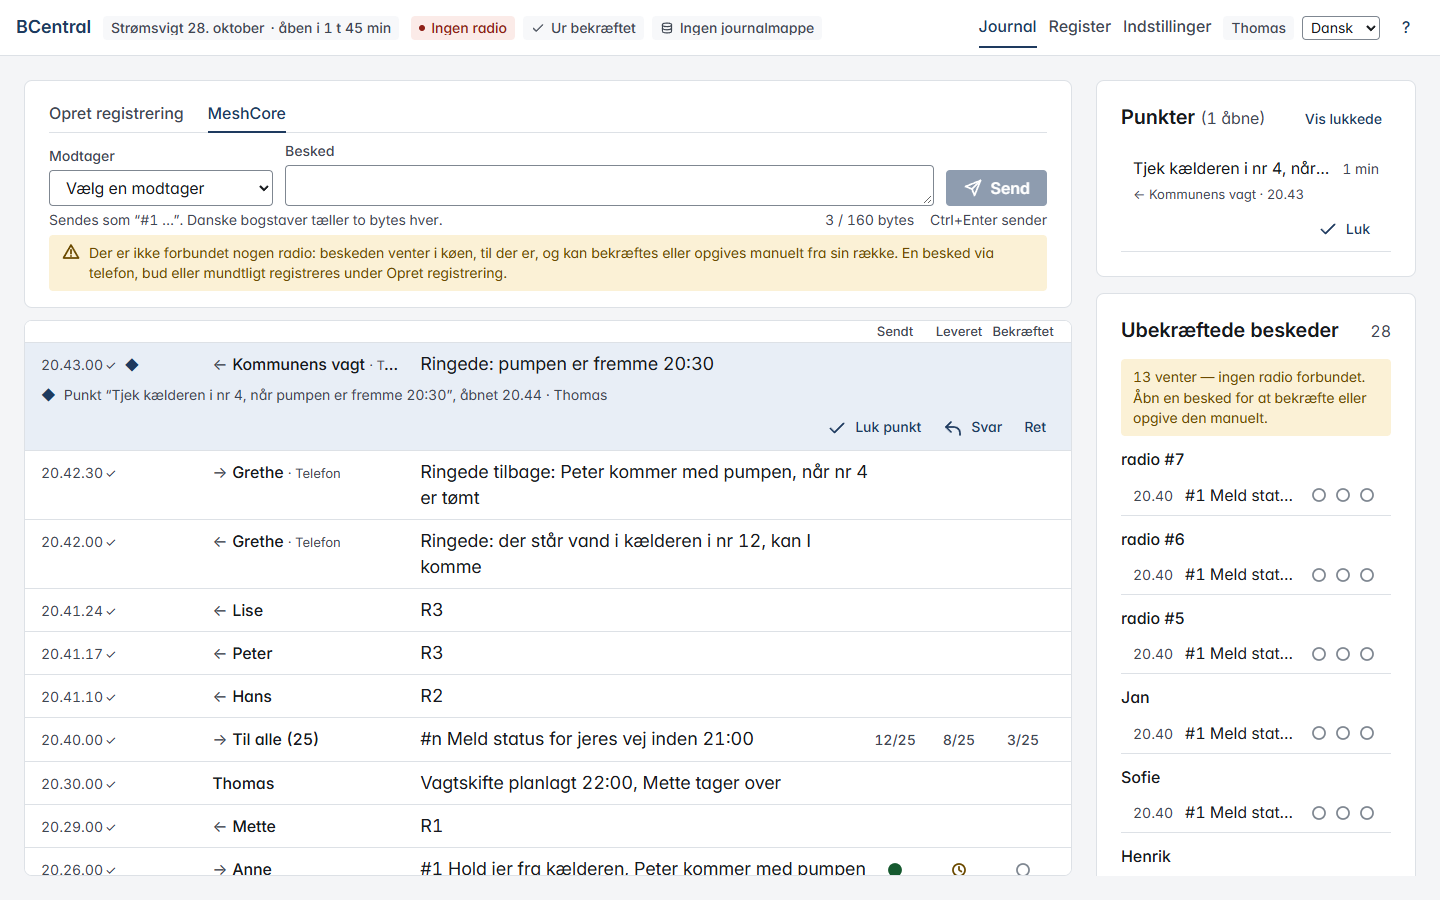 BCentral
Strømsvigt 28. oktober · åben i 1 t 45 min
Ingen radio
Ur bekræftet
Ingen journalmappe
Journal
Register
Indstillinger
Thomas
Dansk
?
Opret registrering
MeshCore
Modtager
Besked
Vælg en modtager
Send
Sendes som “#1 …”. Danske bogstaver tæller to bytes hver.
3 / 160 bytes
Ctrl+Enter sender
Der er ikke forbundet nogen radio: beskeden venter i køen, til der er, og kan bekræftes eller opgives manuelt fra sin række. En besked via
telefon, bud eller mundtligt registreres under Opret registrering.
Sendt
Leveret
Bekræftet
20.43.00 ✓ ◆ ← Kommunens vagt · T… Ringede: pumpen er fremme 20:30
◆ Punkt “Tjek kælderen i nr 4, når pumpen er fremme 20:30”, åbnet 20.44 · Thomas
Luk punkt
Svar
Ret
20.42.30 ✓ → Grethe · Telefon Ringede tilbage: Peter kommer med pumpen, når nr 4
er tømt
20.42.00 ✓ ← Grethe · Telefon Ringede: der står vand i kælderen i nr 12, kan I
komme
20.41.24 ✓ ← Lise R3
20.41.17 ✓ ← Peter R3
20.41.10 ✓ ← Hans R2
20.40.00 ✓ → Til alle (25) #n Meld status for jeres vej inden 21:00 12/25 8/25 3/25
20.30.00 ✓ Thomas Vagtskifte planlagt 22:00, Mette tager over
20.29.00 ✓ ← Mette R1
20.26.00 ✓ → Anne #1 Hold jer fra kælderen. Peter kommer med pumpen
Punkter (1 åbne)
Vis lukkede
Tjek kælderen i nr 4, når… 1 min
← Kommunens vagt · 20.43
Luk
Ubekræftede beskeder 28
13 venter — ingen radio forbundet.
Åbn en besked for at bekræfte eller
opgive den manuelt.
radio #7
20.40 #1 Meld stat…
radio #6
20.40 #1 Meld stat…
radio #5
20.40 #1 Meld stat…
Jan
20.40 #1 Meld stat…
Sofie
20.40 #1 Meld stat…
Henrik